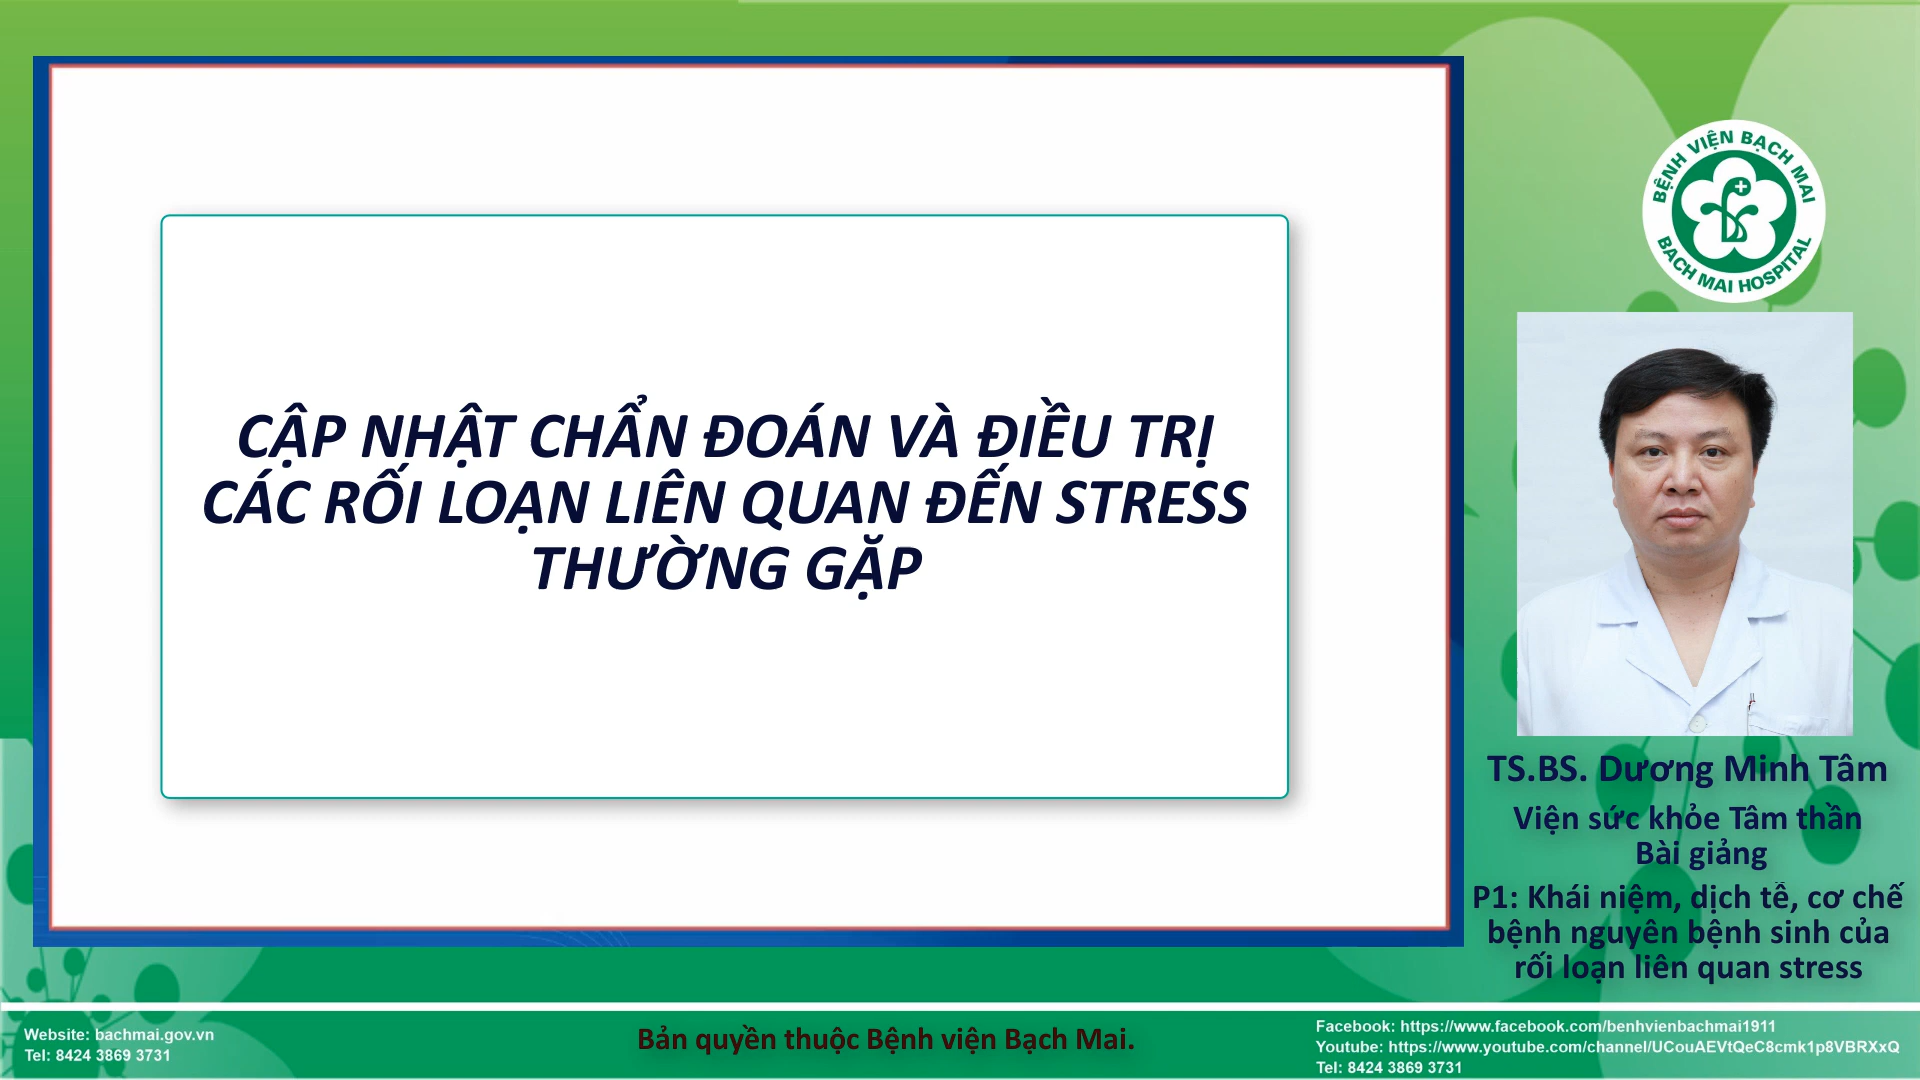 CẬP NHẬT CHẨN ĐOÁN VÀ ĐIỀU TRỊ
CÁC RỐI LOẠN LIÊN QUAN ĐẾN STRESS
THƯỜNG GẶP
BỆNH VIỆN BẠCH MAI
BACH MAI HOSPITAL
TS.BS. Dương Minh Tâm
Viện sức khỏe Tâm thần
Bài giảng
P1: Khái niệm, dịch tễ, cơ chế
bệnh nguyên bệnh sinh của
rối loạn liên quan stress
Website: bachmai.gov.vn
Tel: 8424 3869 3731
Bản quyền thuộc Bệnh viện Bạch Mai.
Facebook: https://www.facebook.com/benhvienbachmai1911
Youtube: https://www.youtube.com/channel/UCouAEVtQeC8cmk1p8VBRXxQ
Tel: 8424 3869 3731